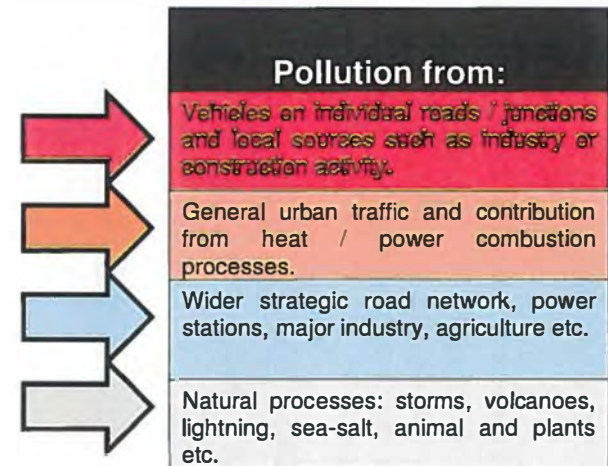 Pollution from:
Vehicles on individual roads / junctions
and local sources such as industry or
construction activity.
General urban traffic and contribution
from heat / power combustion
processes.
Wider strategic road network, power
stations, major industry, agriculture etc.
Natural processes: storms, volcanoes,
lightning, sea-salt, animal and plants
etc.